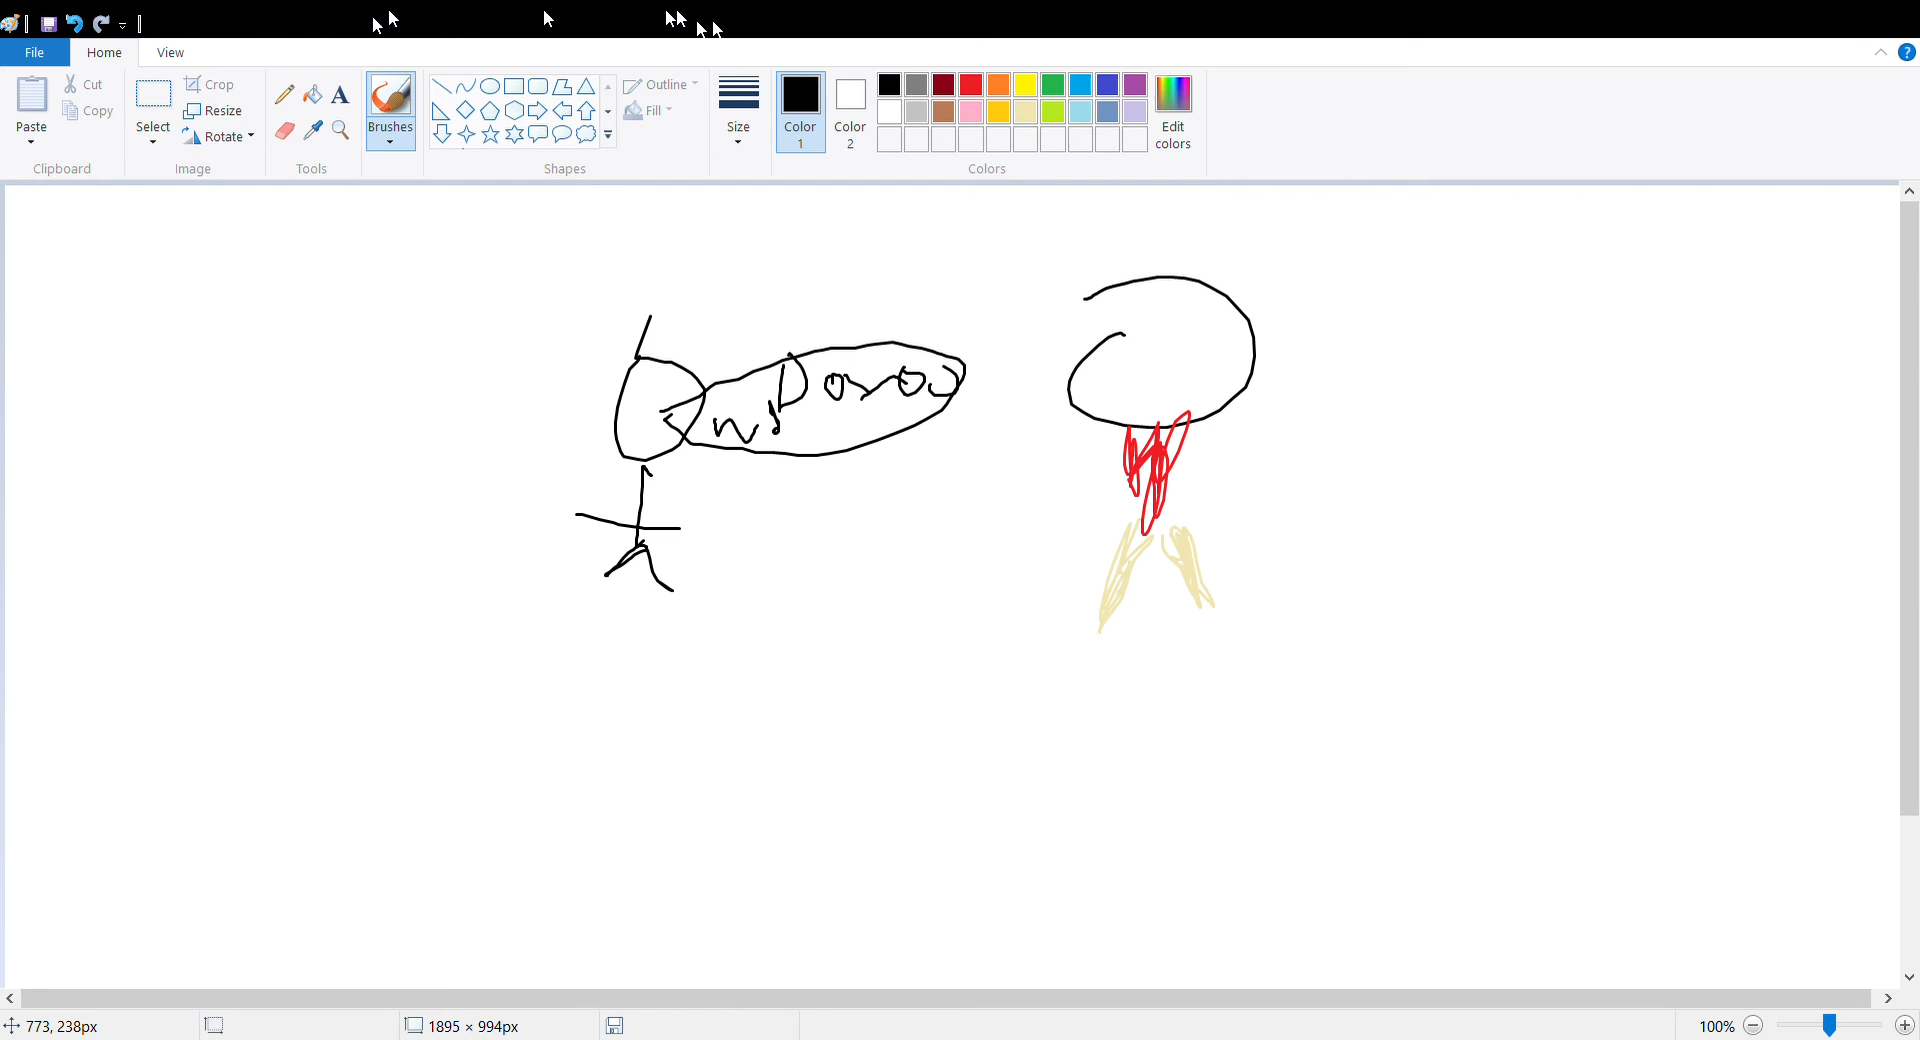 File Home View
Paste Cut Copy Select Crop Resize Rotate Brushes Outline Fill Size Color 1 Color 2 Edit colors
Clipboard Image Tools Shapes Colors
773, 238px 1895 × 994px 100%